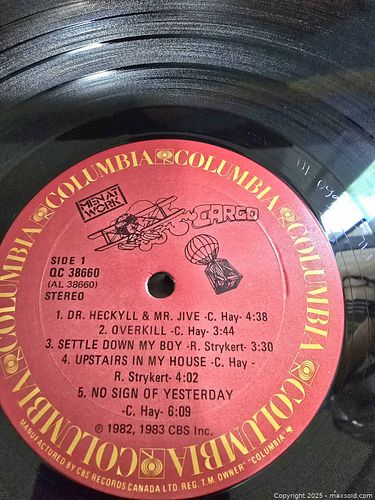 COLUMBIA COLUMBIA COLUMBIA COLUMBIA COLUMBIA COLUMBIA
MEN AT
WORK
CARGO
SIDE 1
QC 38660
(AL 38660)
STEREO
1. DR. HECKYLL & MR. JIVE -C. Hay- 4:38
2. OVERKILL -C. Hay- 3:44
3. SETTLE DOWN MY BOY -R. Strykert- 3:30
4. UPSTAIRS IN MY HOUSE -C. Hay -
R. Strykert- 4:02
5. NO SIGN OF YESTERDAY
-C. Hay- 6:09
℗ 1982, 1983 CBS Inc.
MANUFACTURED BY CBS RECORDS CANADA LTD. REG. T.M. OWNER "COLUMBIA"
Copyright 2025 - maxsold.com